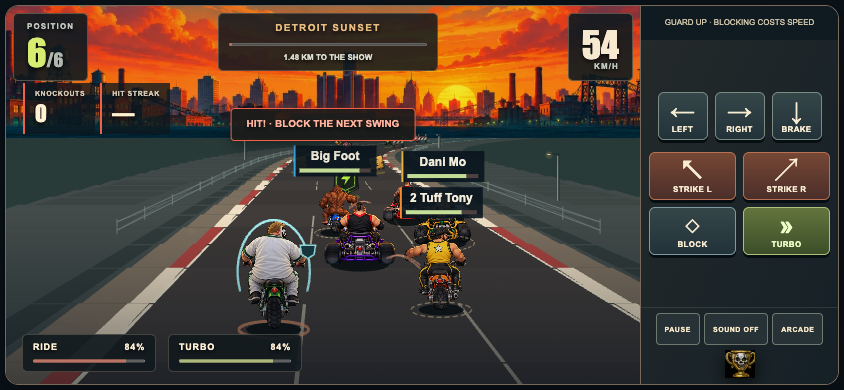 POSITION
6/6
DETROIT SUNSET
1.48 KM TO THE SHOW
54
KM/H
GUARD UP · BLOCKING COSTS SPEED
KNOCKOUTS
0
HIT STREAK
—
HIT! · BLOCK THE NEXT SWING
Big Foot
Dani Mo
2 Tuff Tony
← LEFT
→ RIGHT
↓ BRAKE
↖ STRIKE L
↗ STRIKE R
◇ BLOCK
» TURBO
RIDE 84%
TURBO 84%
PAUSE
SOUND OFF
ARCADE